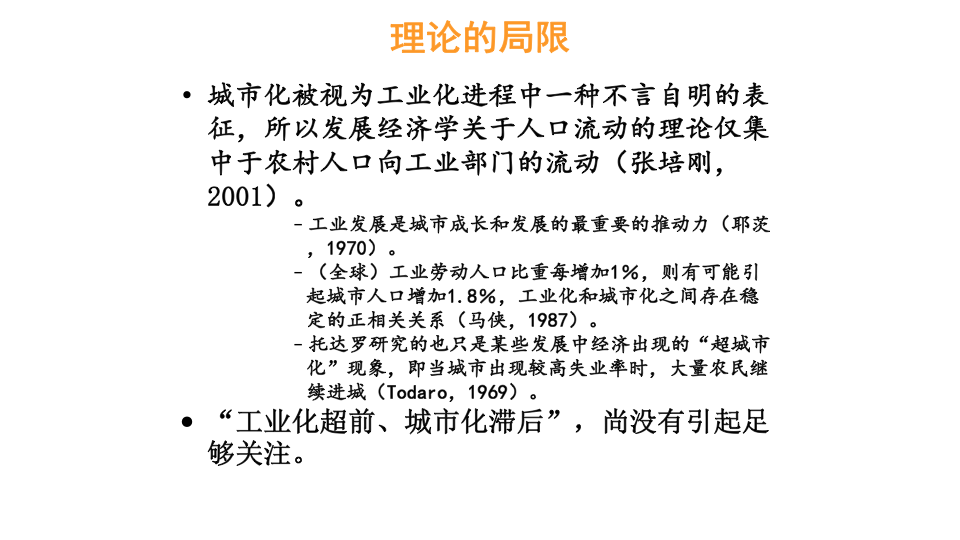 理论的局限
• 城市化被视为工业化进程中一种不言自明的表
征，所以发展经济学关于人口流动的理论仅集
中于农村人口向工业部门的流动（张培刚，
2001）。
– 工业发展是城市成长和发展的最重要的推动力（耶茨
，1970）。
– （全球）工业劳动人口比重每增加1%，则有可能引
起城市人口增加1.8%，工业化和城市化之间存在稳
定的正相关关系（马侠，1987）。
– 托达罗研究的也只是某些发展中经济出现的“超城市
化”现象，即当城市出现较高失业率时，大量农民继
续进城（Todaro，1969）。
• “工业化超前、城市化滞后”，尚没有引起足
够关注。